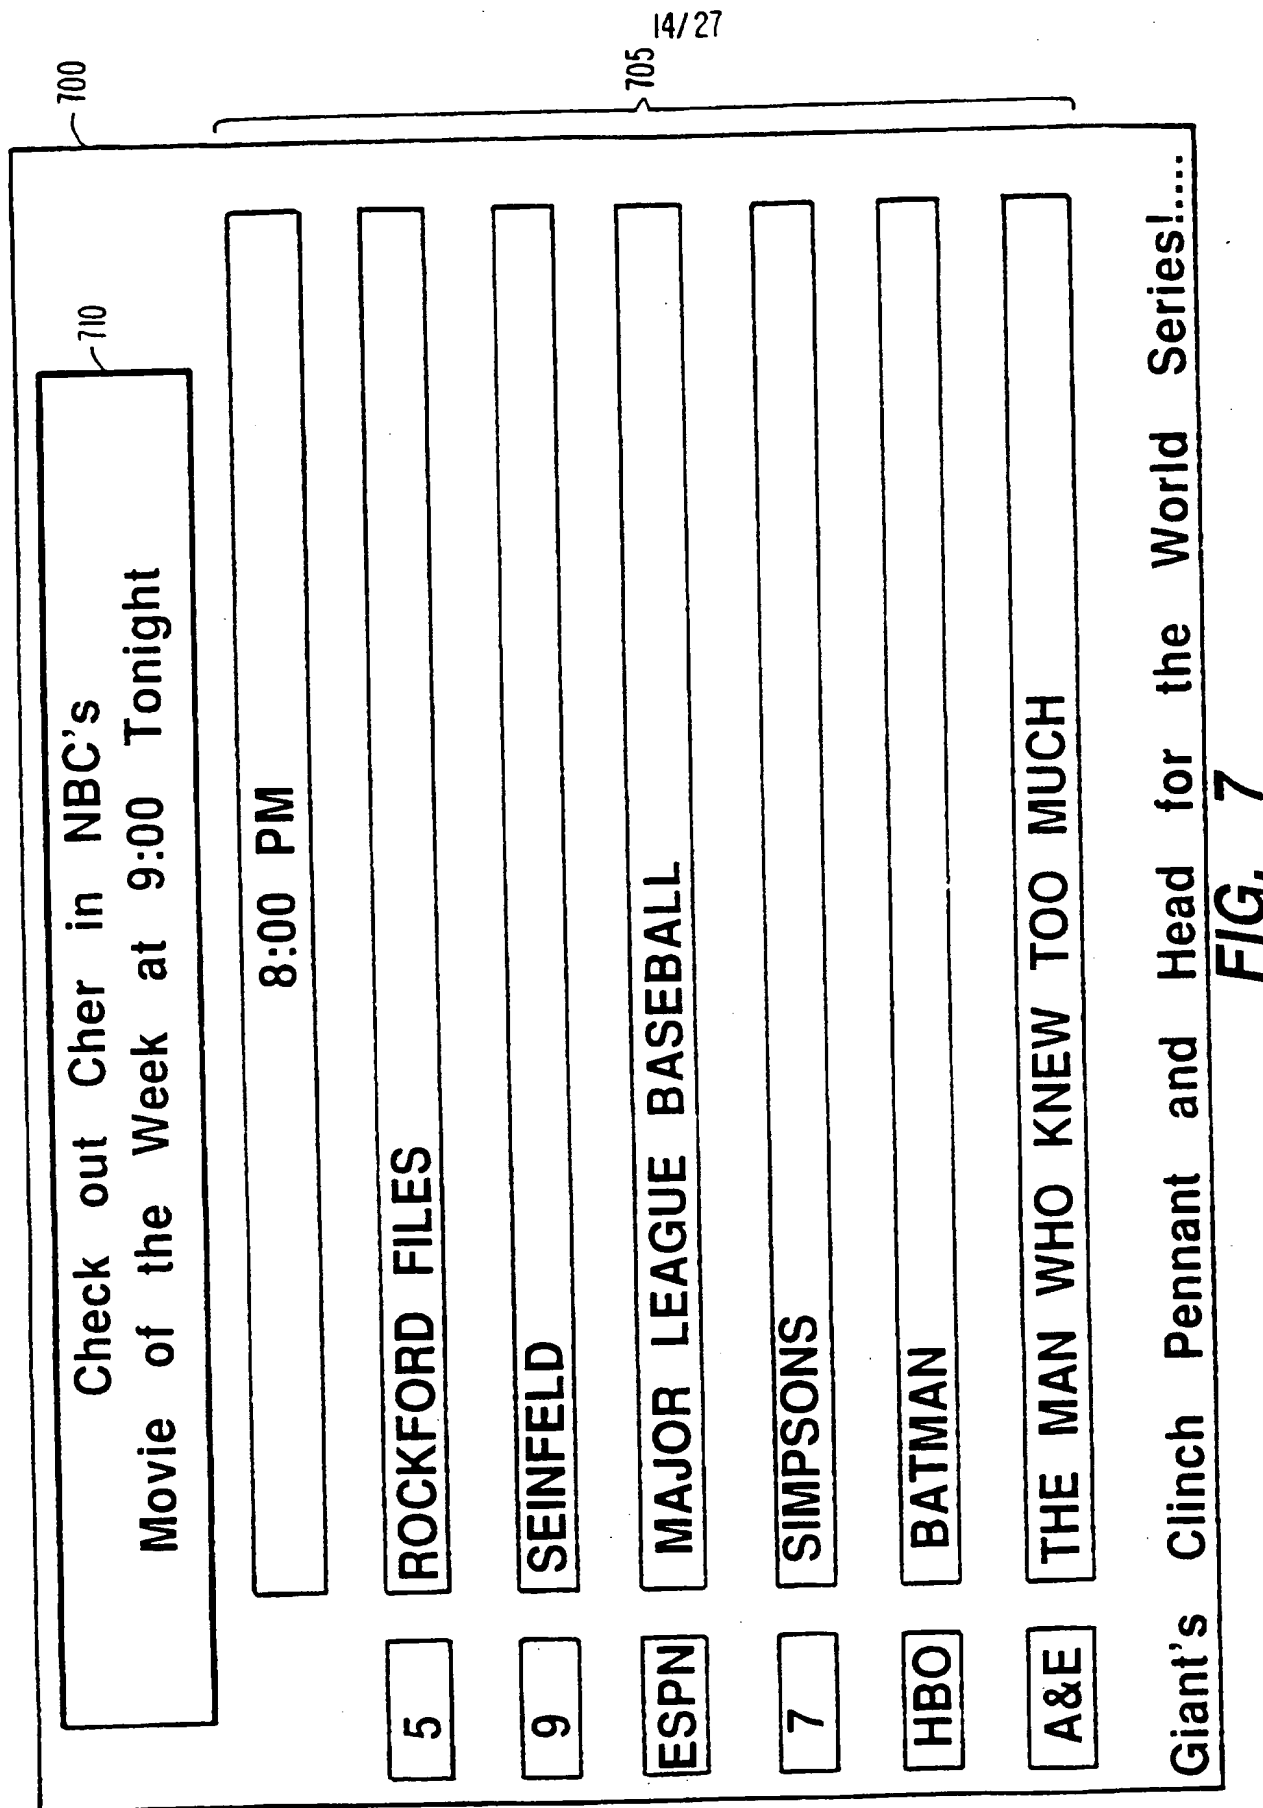 14/27
700
710
Check out Cher in NBC's
Movie of the Week at 9:00 Tonight
705
8:00 PM
5 ROCKFORD FILES
9 SEINFELD
ESPN MAJOR LEAGUE BASEBALL
7 SIMPSONS
HBO BATMAN
A&E THE MAN WHO KNEW TOO MUCH
Giant's Clinch Pennant and Head for the World Series!....
FIG. 7